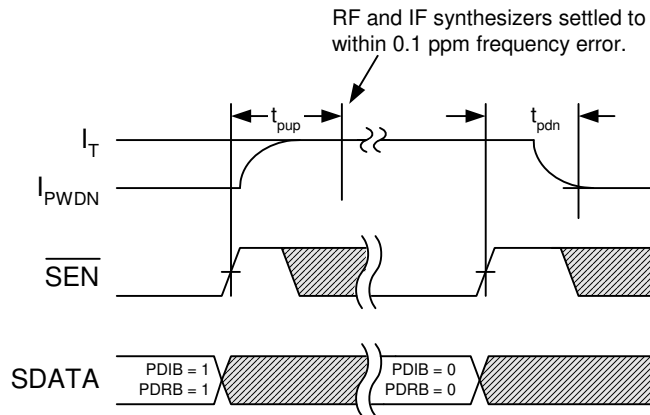 RF and IF synthesizers settled to
within 0.1 ppm frequency error.
t_pup
t_pdn
I_T
I_PWDN
SEN
SDATA
PDIB = 1
PDRB = 1
PDIB = 0
PDRB = 0